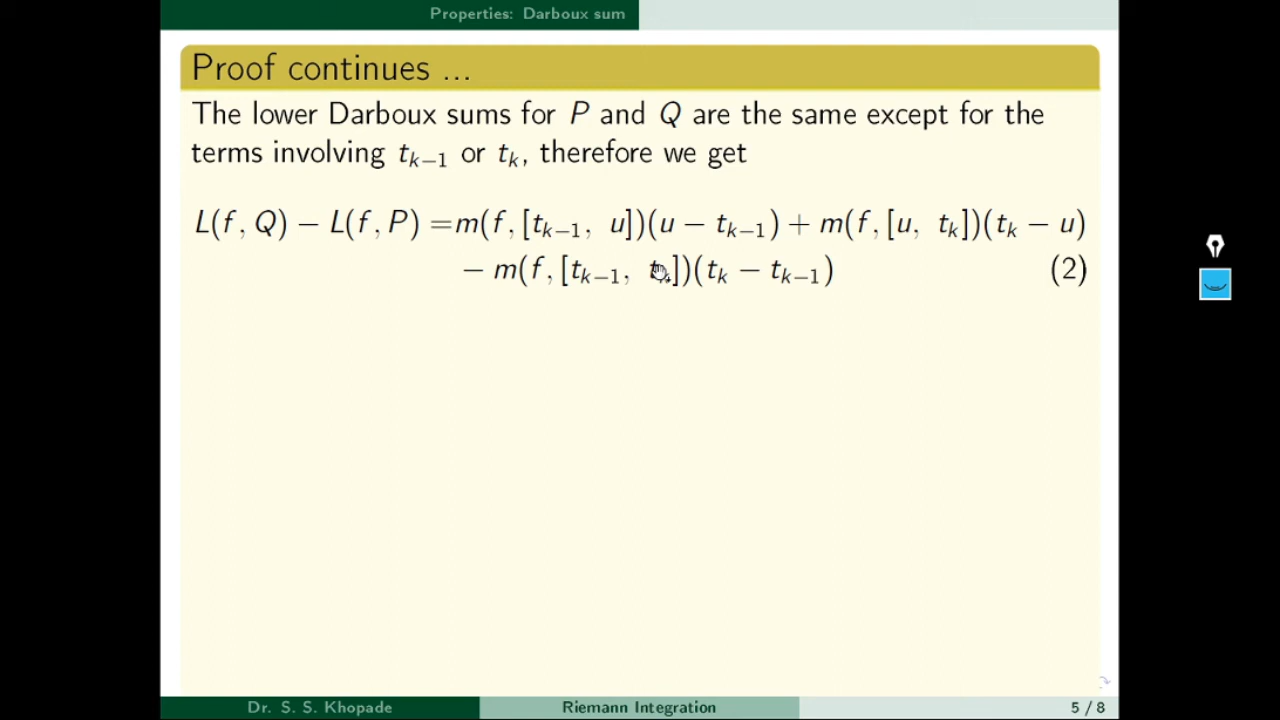 Properties: Darboux sum
Proof continues ...
The lower Darboux sums for P and Q are the same except for the
terms involving t_{k−1} or t_k, therefore we get
L(f, Q) − L(f, P) =m(f, [t_{k−1}, u])(u − t_{k−1}) + m(f, [u, t_k])(t_k − u)
− m(f, [t_{k−1}, t_k])(t_k − t_{k−1}) (2)
Dr. S. S. Khopade Riemann Integration 5 / 8